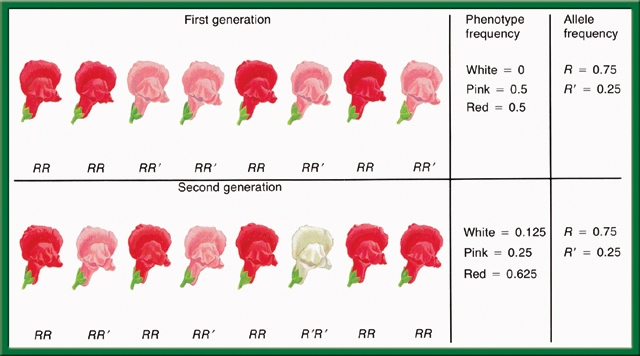 First generation
Phenotype frequency
Allele frequency
White = 0
Pink = 0.5
Red = 0.5
R = 0.75
R' = 0.25
RR RR RR' RR' RR RR' RR RR'
Second generation
White = 0.125
Pink = 0.25
Red = 0.625
R = 0.75
R' = 0.25
RR RR' RR RR' RR R'R' RR RR